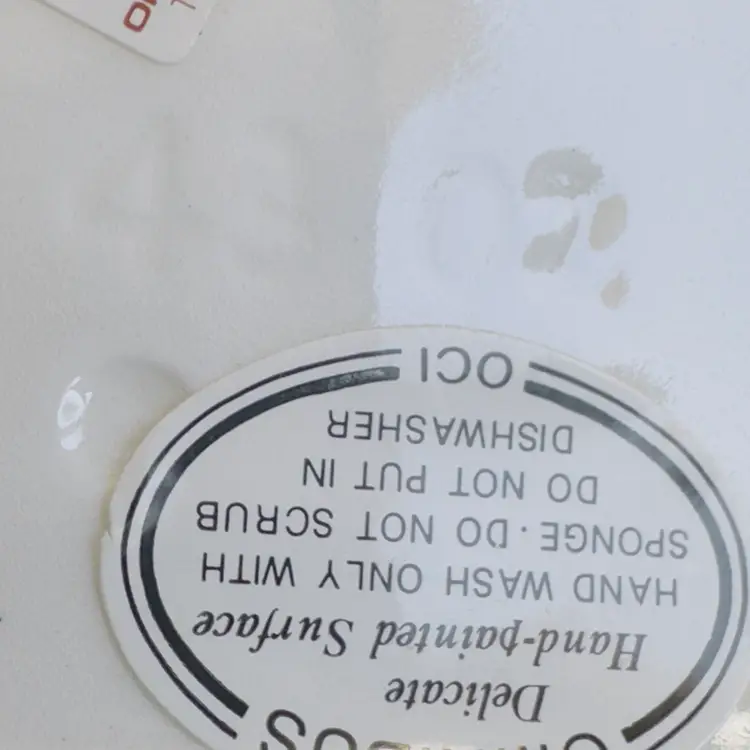 Delicate
Hand-painted Surface
HAND WASH ONLY WITH
SPONGE · DO NOT SCRUB
DO NOT PUT IN
DISHWASHER
OCI